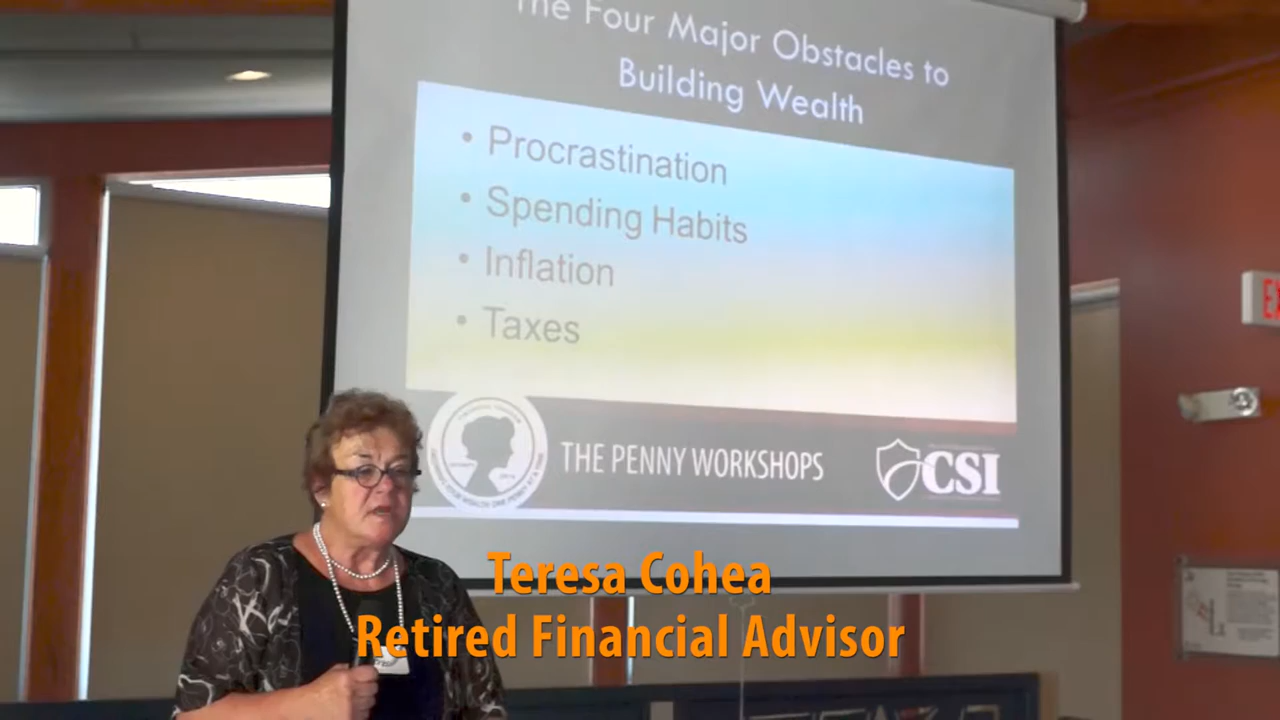 The Four Major Obstacles to
Building Wealth
• Procrastination
• Spending Habits
• Inflation
• Taxes
THE PENNY WORKSHOPS
CSI
Teresa Cohea
Retired Financial Advisor